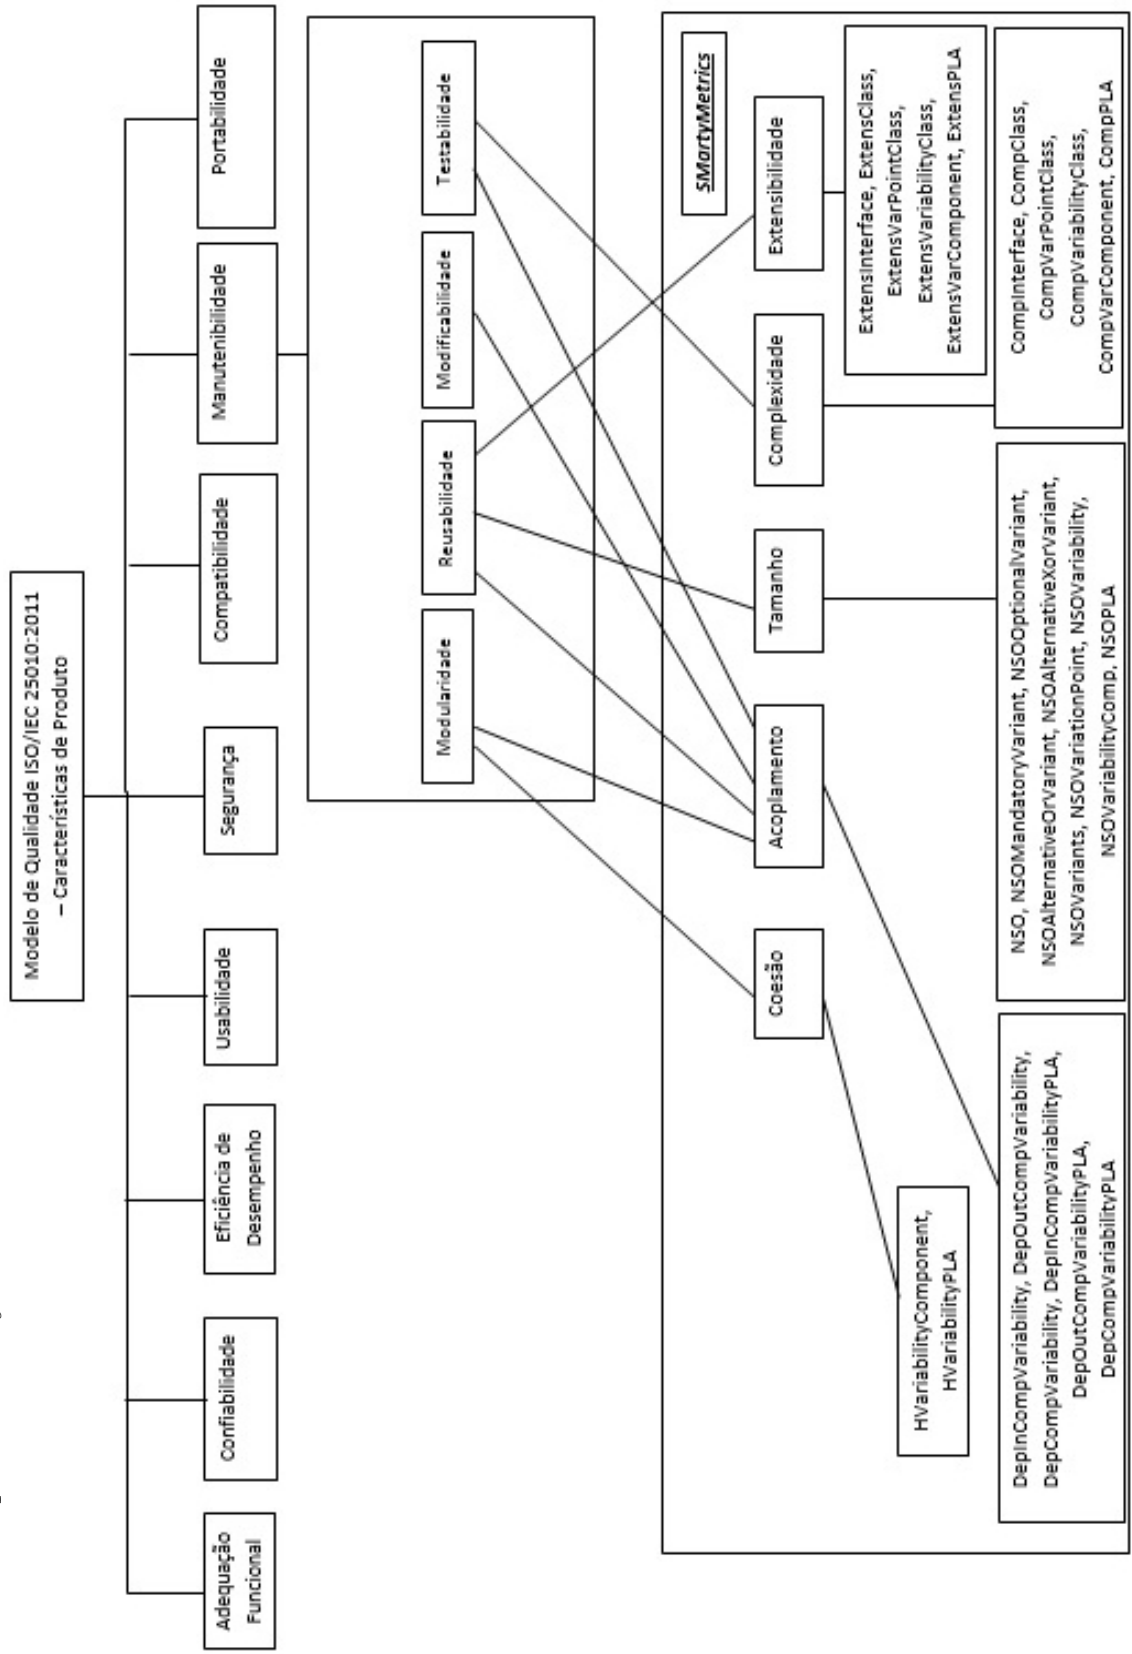 Modelo de Qualidade ISO/IEC 25010:2011
– Características de Produto
Adequação
Funcional
Confiabilidade
Eficiência de
Desempenho
Usabilidade
Segurança
Compatibilidade
Manutenibilidade
Portabilidade
Modularidade
Reusabilidade
Modificabilidade
Testabilidade
SMartyMetrics
Coesão
Acoplamento
Tamanho
Complexidade
Extensibilidade
HVariabilityComponent,
HVariabilityPLA
DepInCompVariability, DepOutCompVariability,
DepCompVariability, DepInCompVariabilityPLA,
DepOutCompVariabilityPLA,
DepCompVariabilityPLA
NSO, NSOMandatoryVariant, NSOOptionalVariant,
NSOAlternativeOrVariant, NSOAlternativeXorVariant,
NSOVariants, NSOVariationPoint, NSOVariability,
NSOVariabilityComp, NSOPLA
ExtensInterface, ExtensClass,
ExtensVarPointClass,
ExtensVariabilityClass,
ExtensVarComponent, ExtensPLA
CompInterface, CompClass,
CompVarPointClass,
CompVariabilityClass,
CompVarComponent, CompPLA